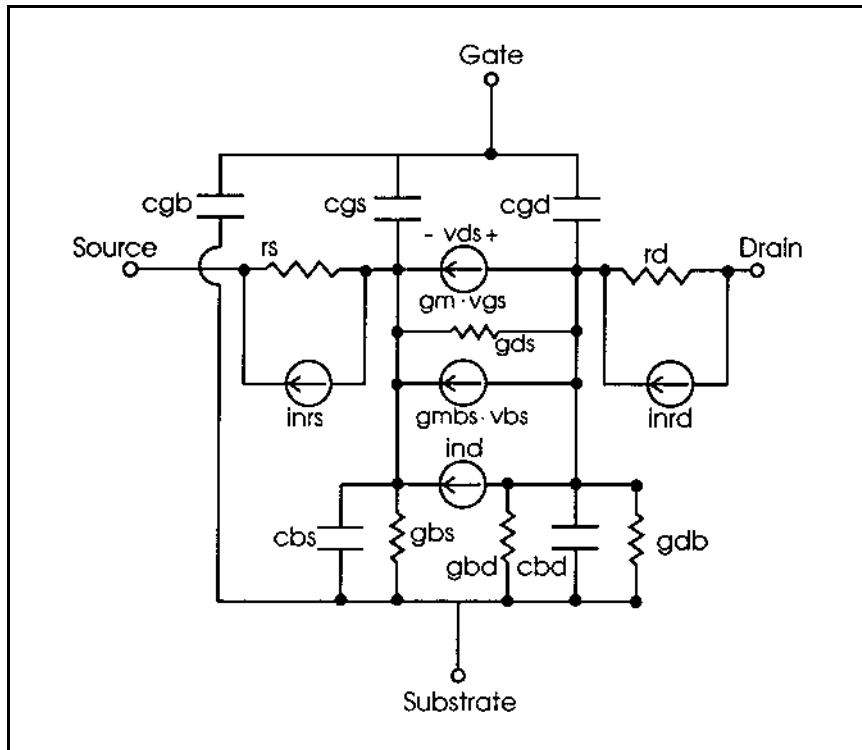 Gate
cgb
cgs
cgd
Source
rs
- vds +
rd
Drain
gm · vgs
gds
inrs
gmbs · vbs
inrd
ind
cbs
gbs
gbd
cbd
gdb
Substrate